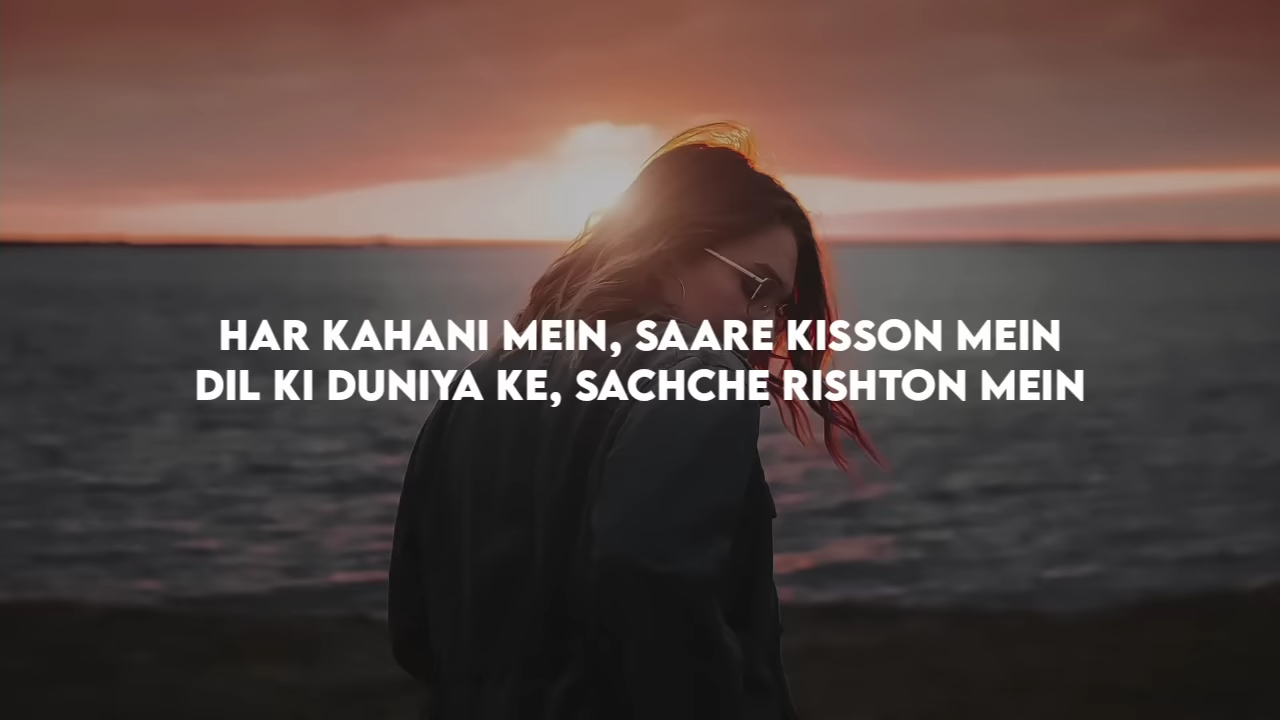 HAR KAHANI MEIN, SAARE KISSON MEIN
DIL KI DUNIYA KE, SACHCHE RISHTON MEIN